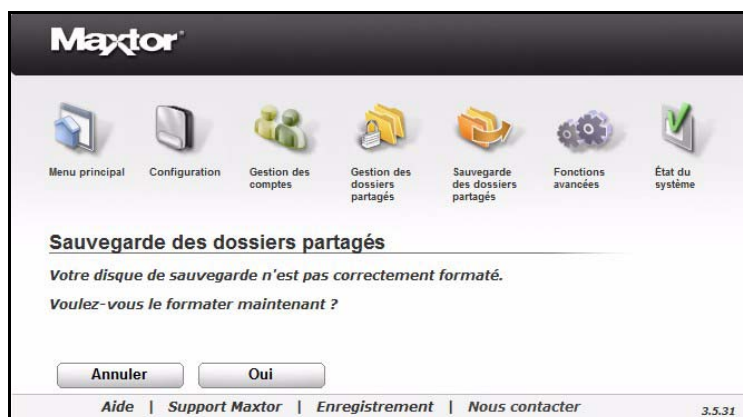 Maxtor
Menu principal
Configuration
Gestion des
comptes
Gestion des
dossiers
partagés
Sauvegarde
des dossiers
partagés
Fonctions
avancées
État du
système
Sauvegarde des dossiers partagés
Votre disque de sauvegarde n'est pas correctement formaté.
Voulez-vous le formater maintenant ?
Annuler
Oui
Aide | Support Maxtor | Enregistrement | Nous contacter
3.5.31